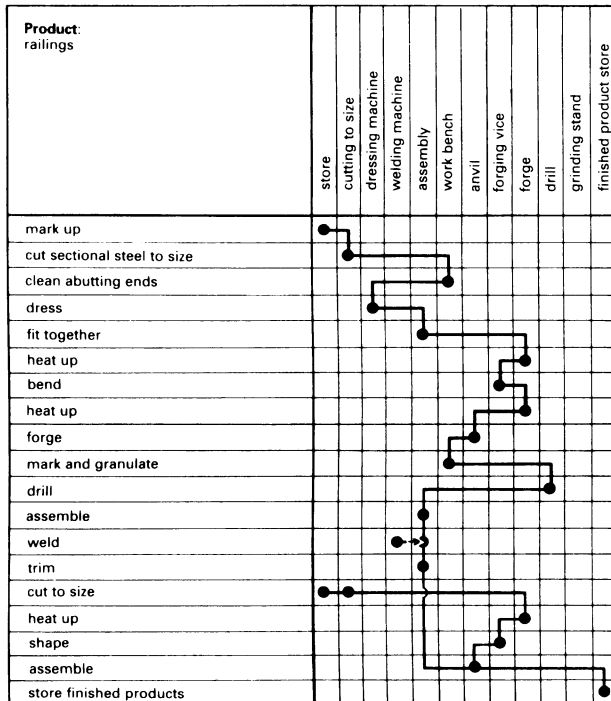 Product:
railings
store
cutting to size
dressing machine
welding machine
assembly
work bench
anvil
forging vice
forge
drill
grinding stand
finished product store
mark up
cut sectional steel to size
clean abutting ends
dress
fit together
heat up
bend
heat up
forge
mark and granulate
drill
assemble
weld
trim
cut to size
heat up
shape
assemble
store finished products